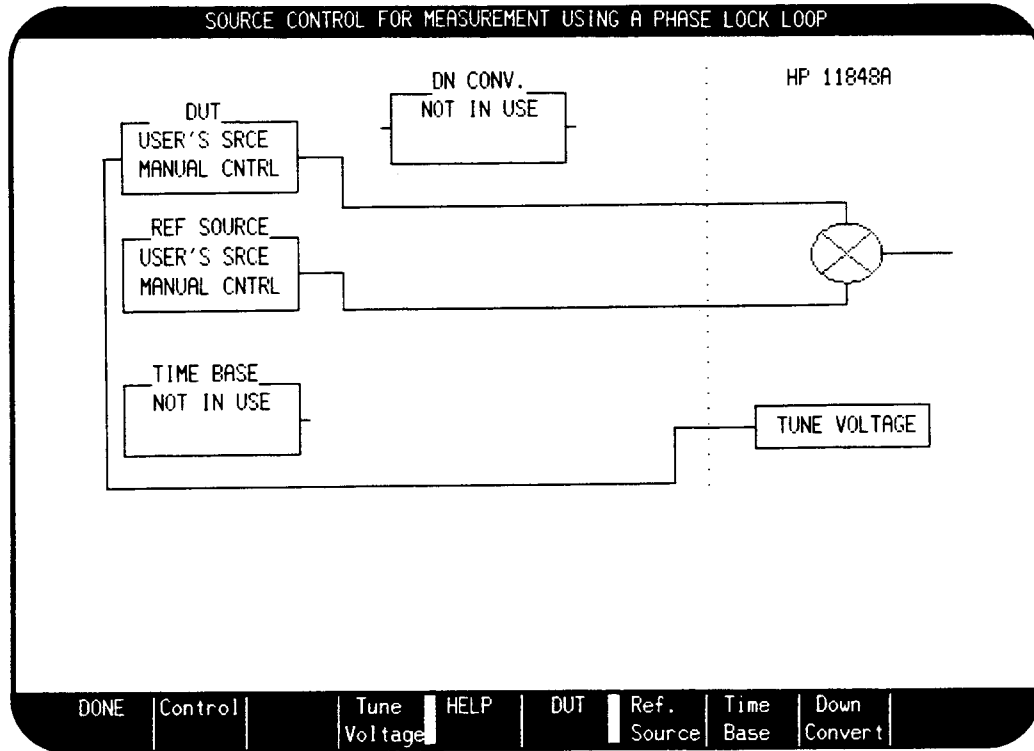 SOURCE CONTROL FOR MEASUREMENT USING A PHASE LOCK LOOP
HP 11848A
DN CONV.
NOT IN USE
DUT
USER'S SRCE
MANUAL CNTRL
REF SOURCE
USER'S SRCE
MANUAL CNTRL
TIME BASE
NOT IN USE
TUNE VOLTAGE
DONE
Control
Tune
Voltage
HELP
DUT
Ref.
Source
Time
Base
Down
Convert